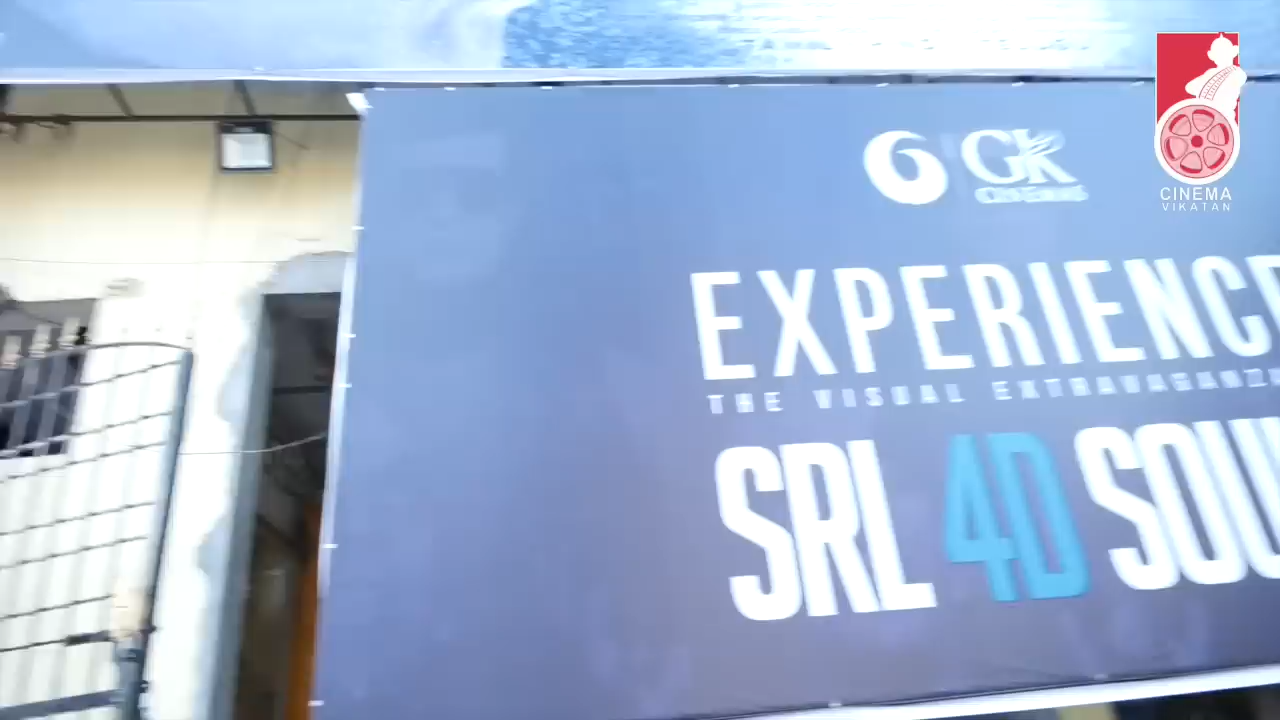 GK
CINEMAS
EXPERIENCE
THE VISUAL EXTRAVAGANZA
SRL 4D SOU
CINEMA
VIKATAN